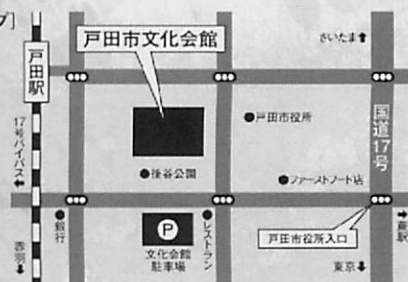 プ]
戸田市文化会館
さいたま↑
戸田駅
国道17号
●戸田市役所
17号バイパス
●後谷公園
●ファーストフード店
●銀行
P
文化会館
駐車場
●レストラン
戸田市役所入口
赤羽
東京
蕨駅